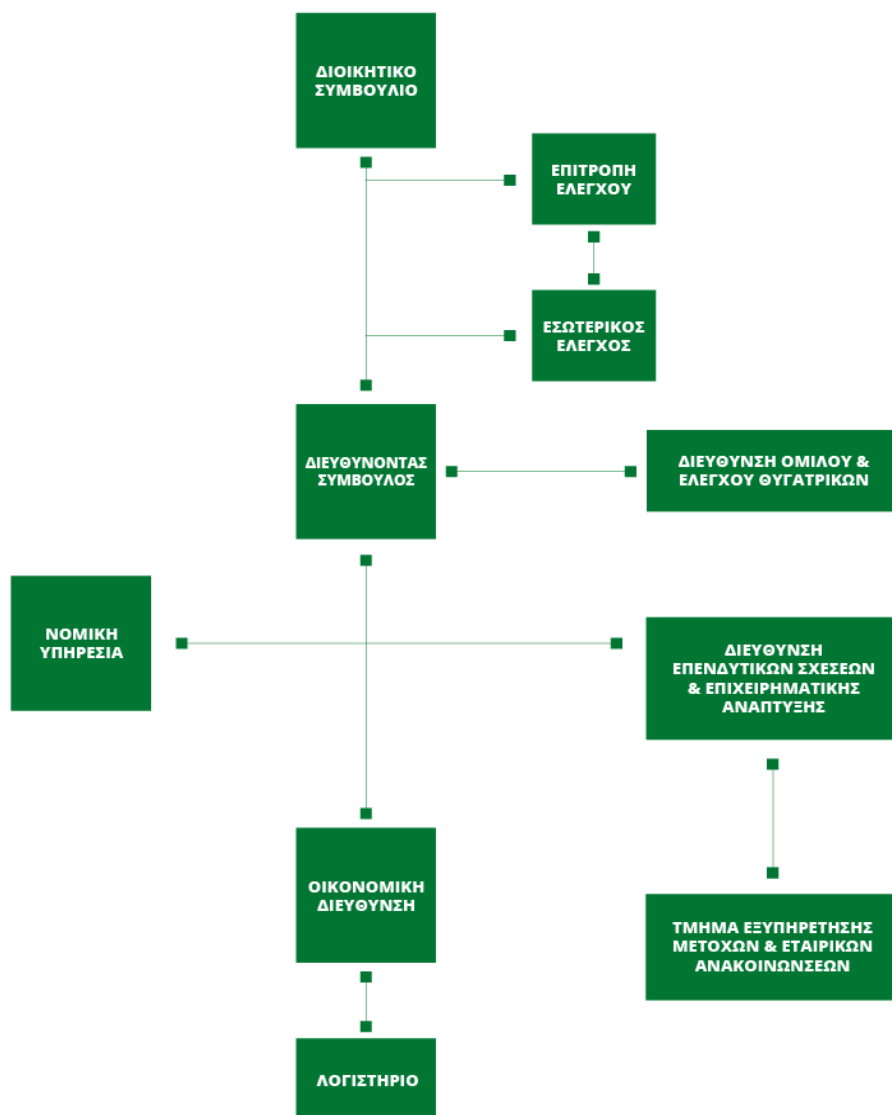 ΔΙΟΙΚΗΤΙΚΟ
ΣΥΜΒΟΥΛΙΟ
ΕΠΙΤΡΟΠΗ
ΕΛΕΓΧΟΥ
ΕΣΩΤΕΡΙΚΟΣ
ΕΛΕΓΧΟΣ
ΔΙΕΥΘΥΝΟΝΤΑΣ
ΣΥΜΒΟΥΛΟΣ
ΔΙΕΥΘΥΝΣΗ ΟΜΙΛΟΥ &
ΕΛΕΓΧΟΥ ΘΥΓΑΤΡΙΚΩΝ
ΝΟΜΙΚΗ
ΥΠΗΡΕΣΙΑ
ΔΙΕΥΘΥΝΣΗ
ΕΠΕΝΔΥΤΙΚΩΝ ΣΧΕΣΕΩΝ
& ΕΠΙΧΕΙΡΗΜΑΤΙΚΗΣ
ΑΝΑΠΤΥΞΗΣ
ΟΙΚΟΝΟΜΙΚΗ
ΔΙΕΥΘΥΝΣΗ
ΤΜΗΜΑ ΕΞΥΠΗΡΕΤΗΣΗΣ
ΜΕΤΟΧΩΝ & ΕΤΑΙΡΙΚΩΝ
ΑΝΑΚΟΙΝΩΝΣΕΩΝ
ΛΟΓΙΣΤΗΡΙΟ